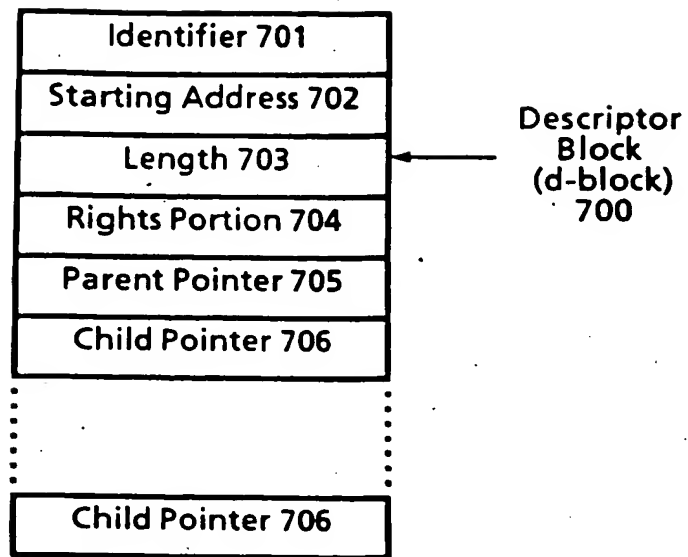 Identifier 701
Starting Address 702
Length 703
Descriptor
Block
(d-block)
700
Rights Portion 704
Parent Pointer 705
Child Pointer 706
Child Pointer 706